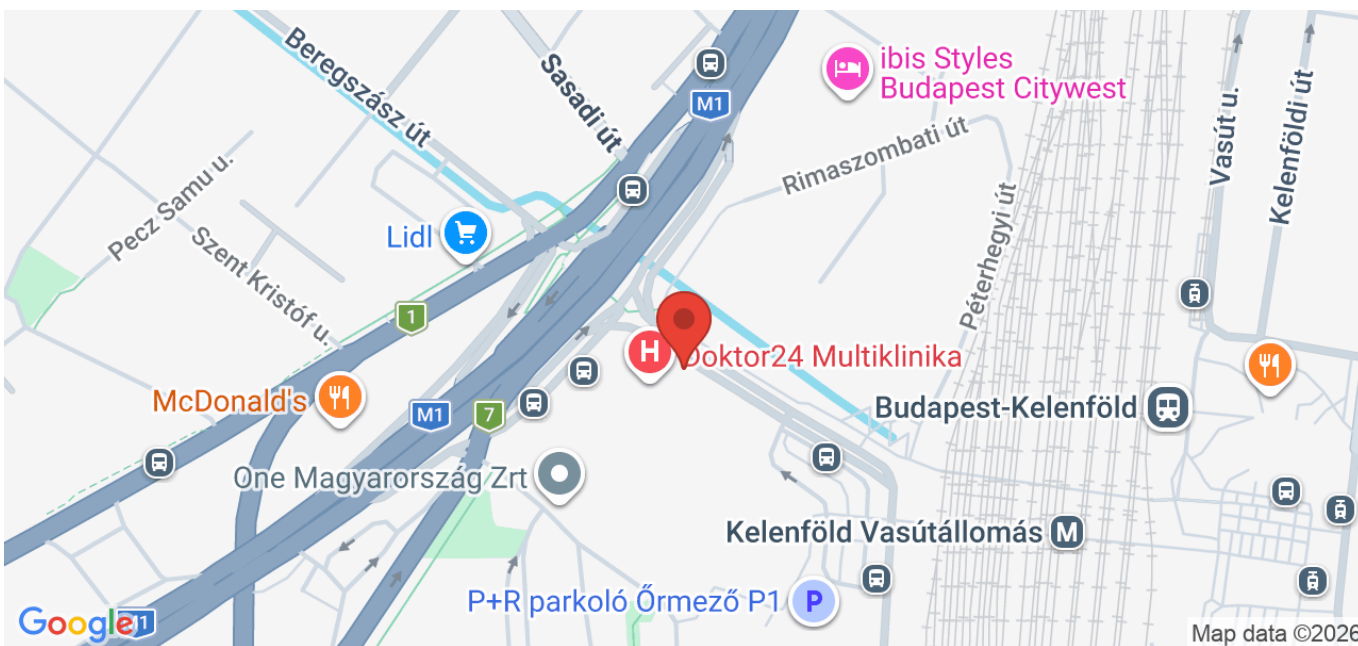 Beregszász út
Sasadi út
M1
ibis Styles
Budapest Citywest
Vasút u.
Kelenföldi út
Rimaszombati út
Pecz Samu u.
Péterhegyi út
Szent Kristóf u.
Lidl
1
H
Doktor24 Multiklinika
McDonald's
M1
7
Budapest-Kelenföld
One Magyarország Zrt
Kelenföld Vasútállomás M
P+R parkoló Őrmező P1 P
Google
1
Map data ©2026